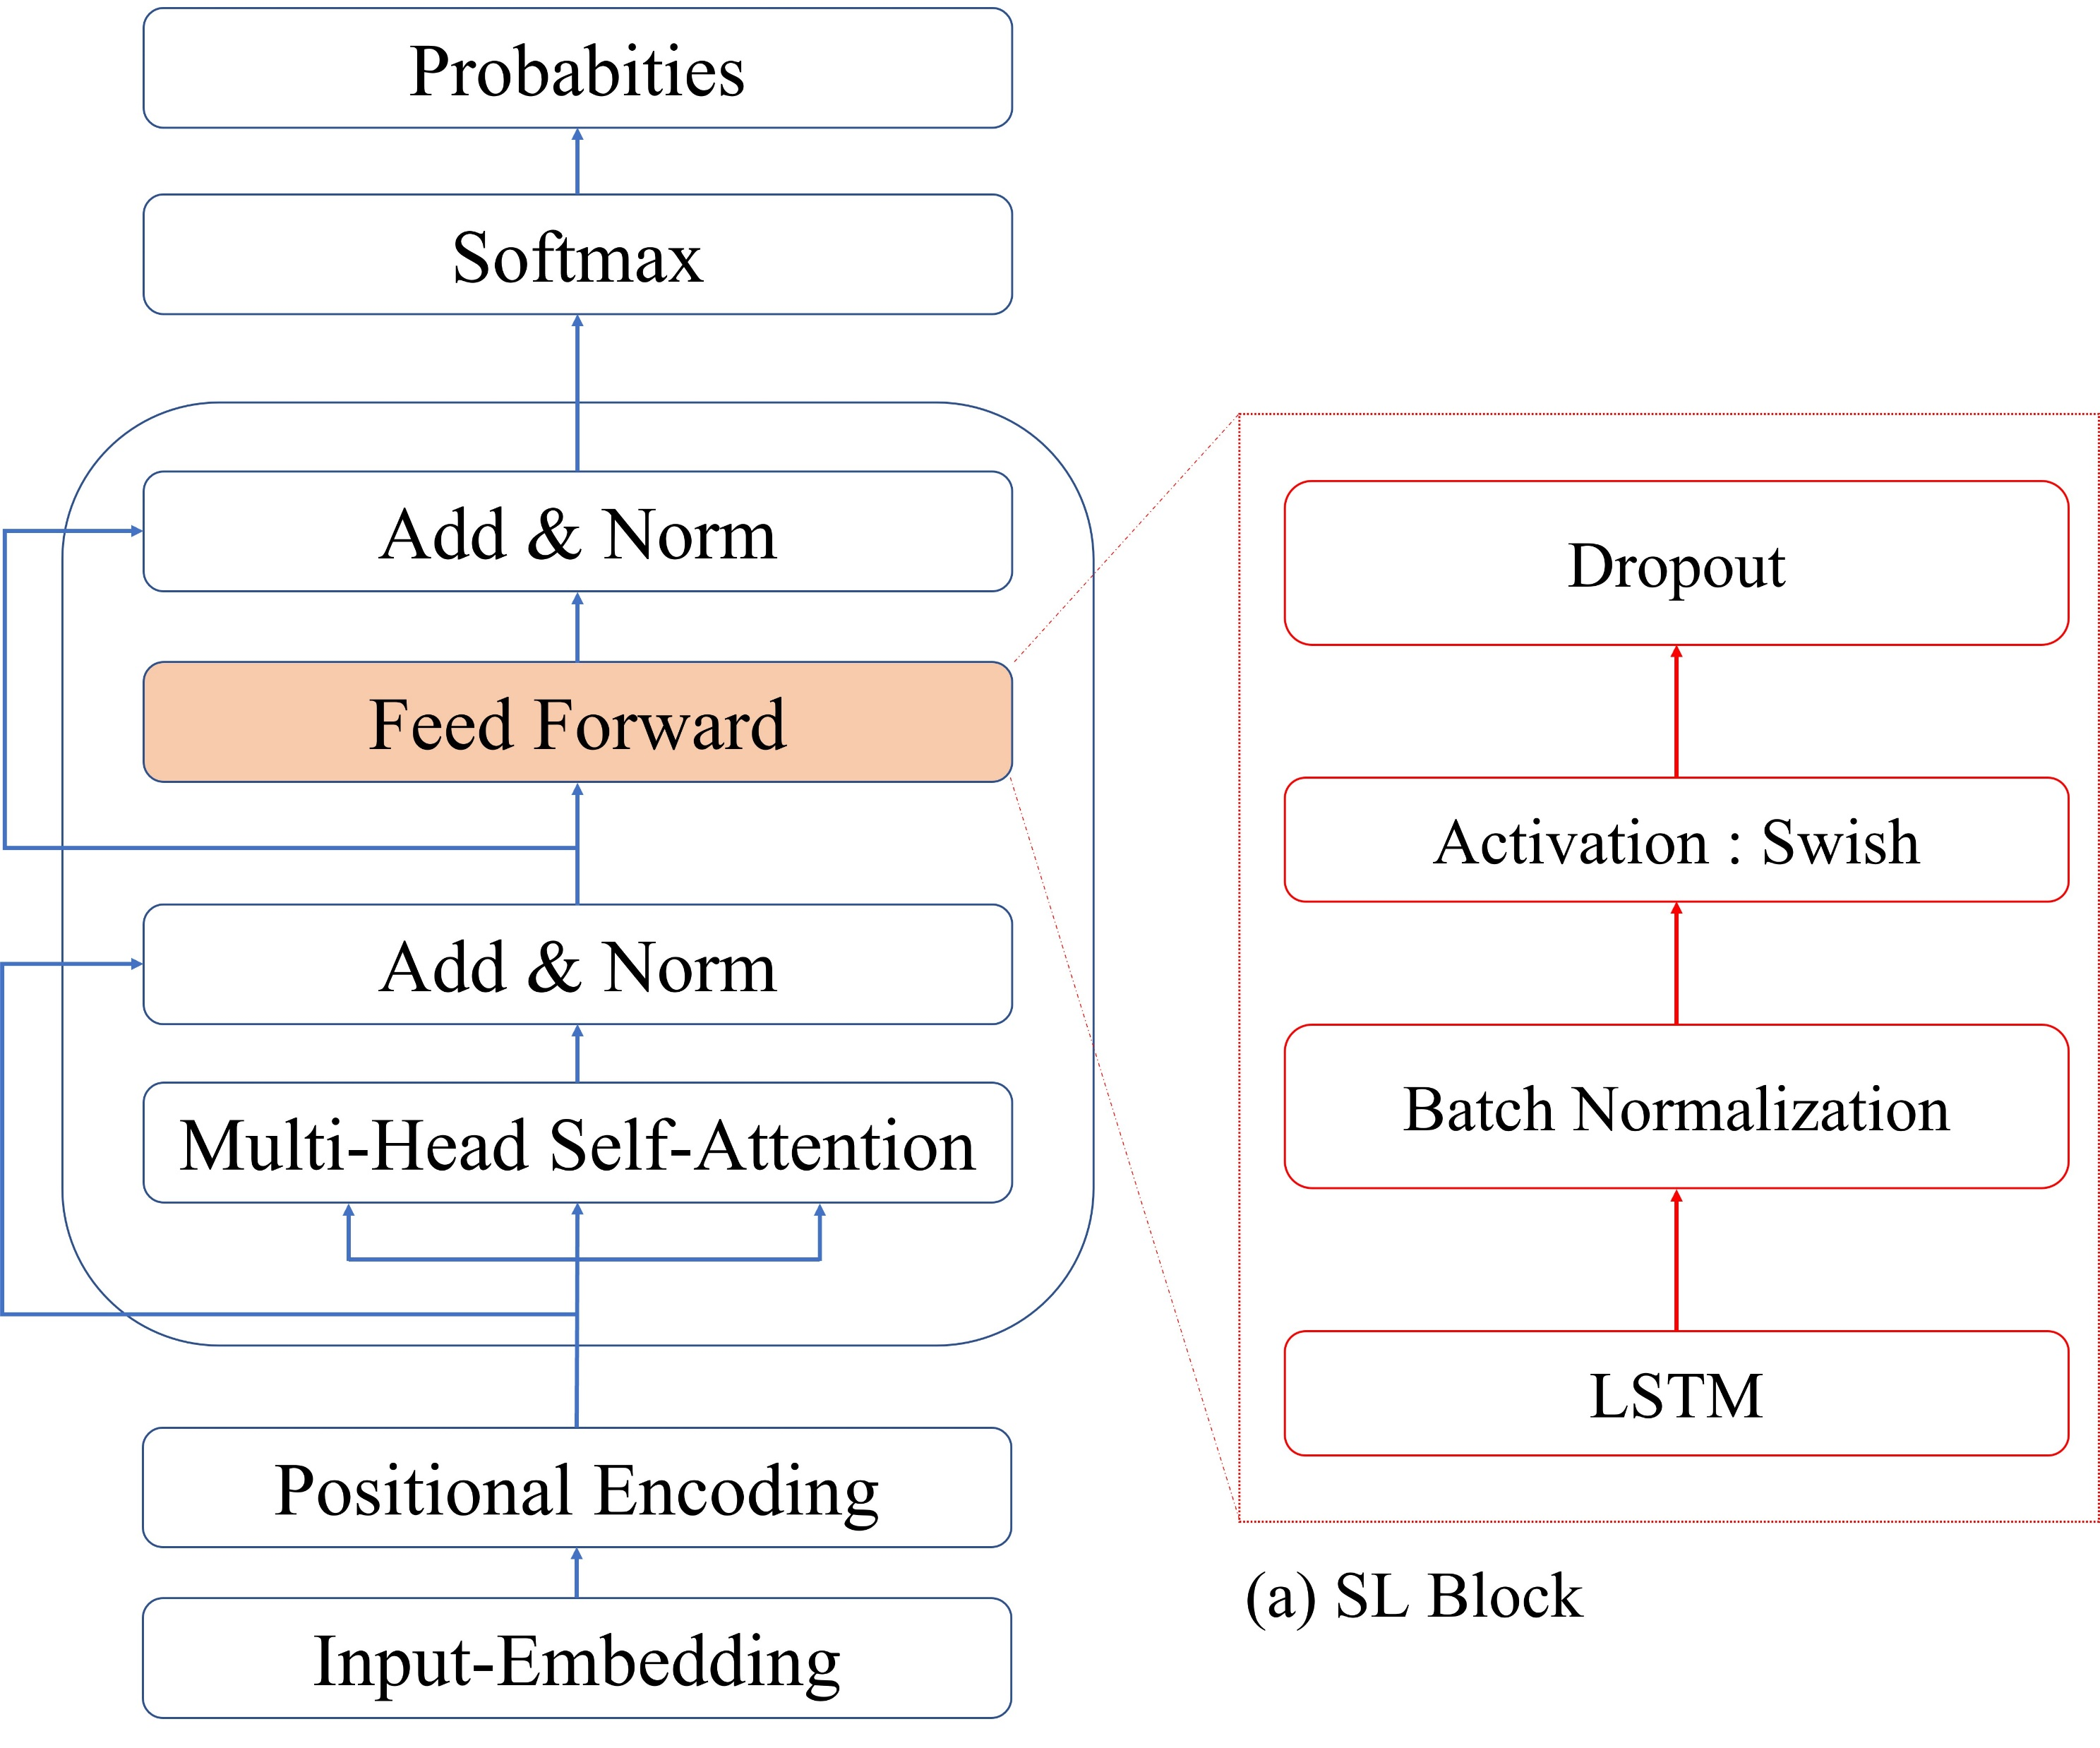 Probabities
Softmax
Add & Norm
Feed Forward
Add & Norm
Multi-Head Self-Attention
Positional Encoding
Input-Embedding
Dropout
Activation : Swish
Batch Normalization
LSTM
(a) SL Block